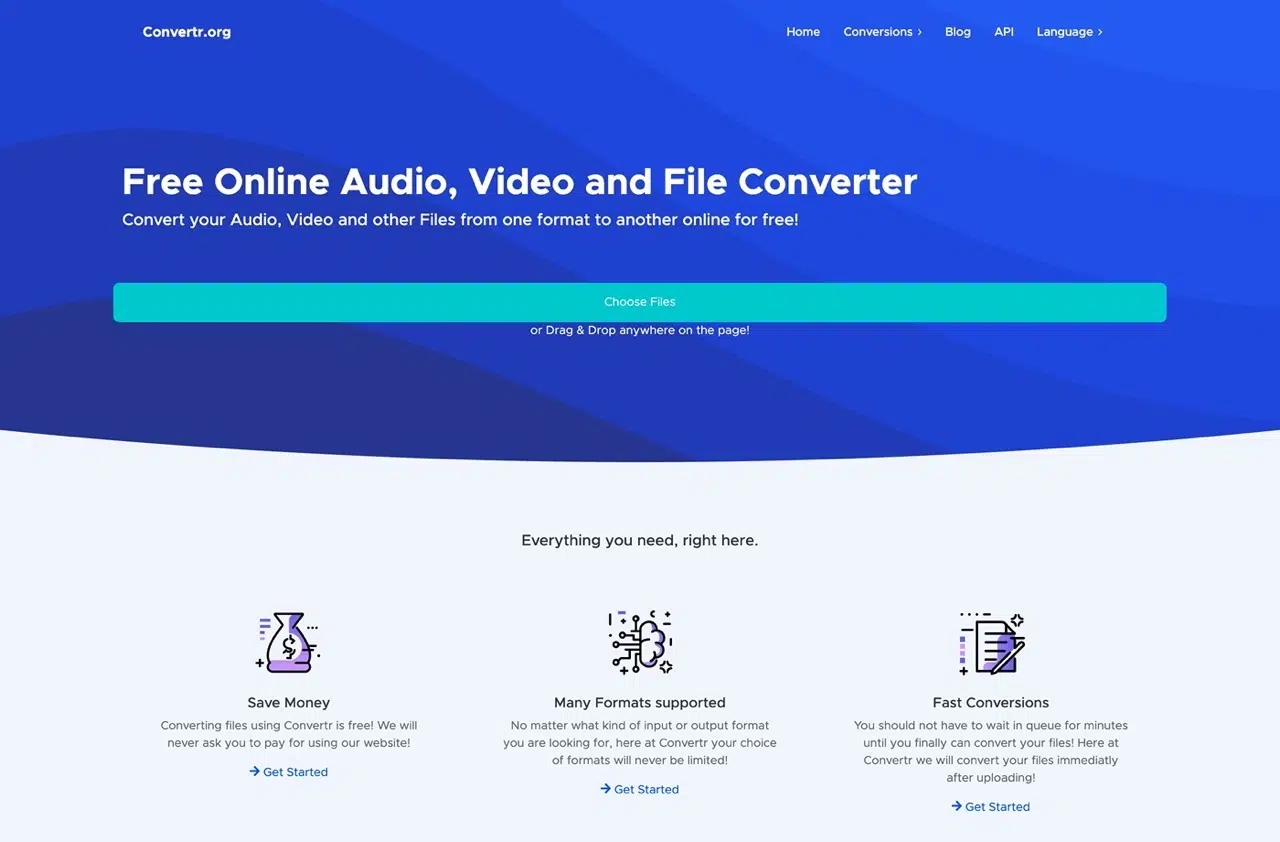 Convertr.org
Home Conversions › Blog API Language ›
Free Online Audio, Video and File Converter
Convert your Audio, Video and other Files from one format to another online for free!
Choose Files
or Drag & Drop anywhere on the page!
Everything you need, right here.
Save Money
Converting files using Convertr is free! We will
never ask you to pay for using our website!
→ Get Started
Many Formats supported
No matter what kind of input or output format
you are looking for, here at Convertr your choice
of formats will never be limited!
→ Get Started
Fast Conversions
You should not have to wait in queue for minutes
until you finally can convert your files! Here at
Convertr we will convert your files immediatly
after uploading!
→ Get Started